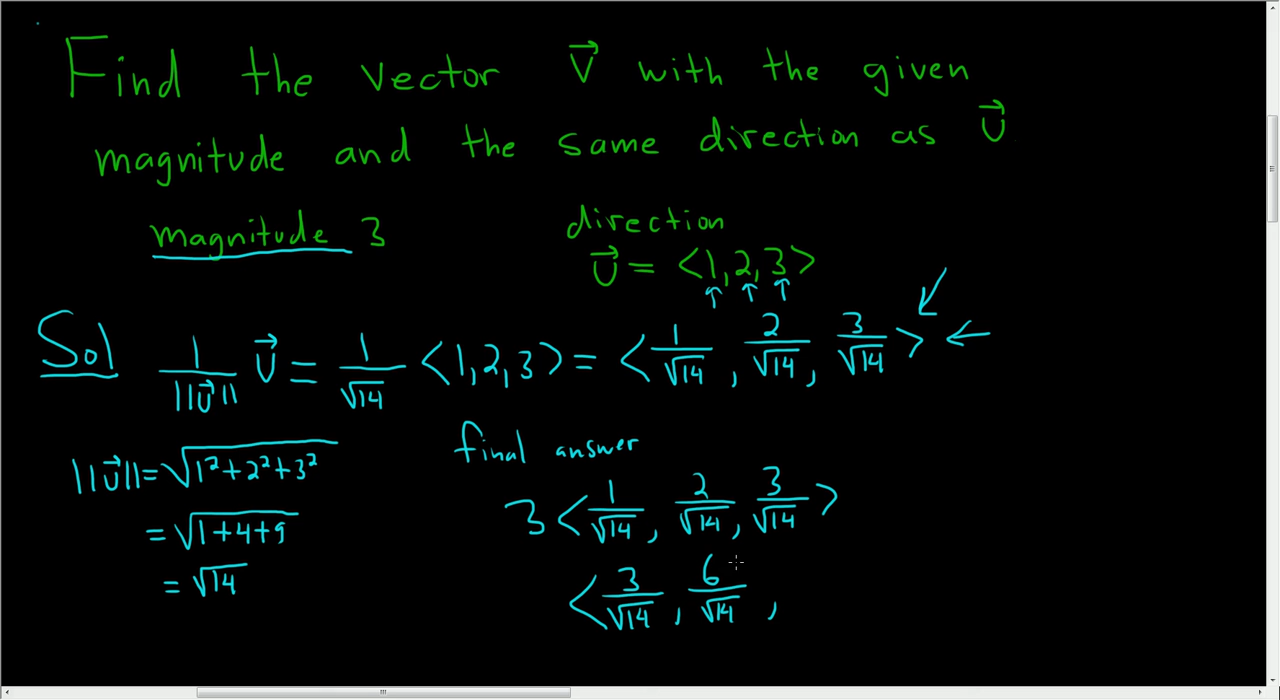 Find the vector v⃗ with the given
magnitude and the same direction as u⃗
magnitude 3
direction
u⃗ = <1, 2, 3>
↑ ↑ ↑
Sol 1/||u⃗|| u⃗ = 1/√14 <1, 2, 3> = <1/√14, 2/√14, 3/√14> ←
||u⃗|| = √(1² + 2² + 3²)
= √(1 + 4 + 9)
= √14
final answer
3 <1/√14, 2/√14, 3/√14>
<3/√14, 6/√14,